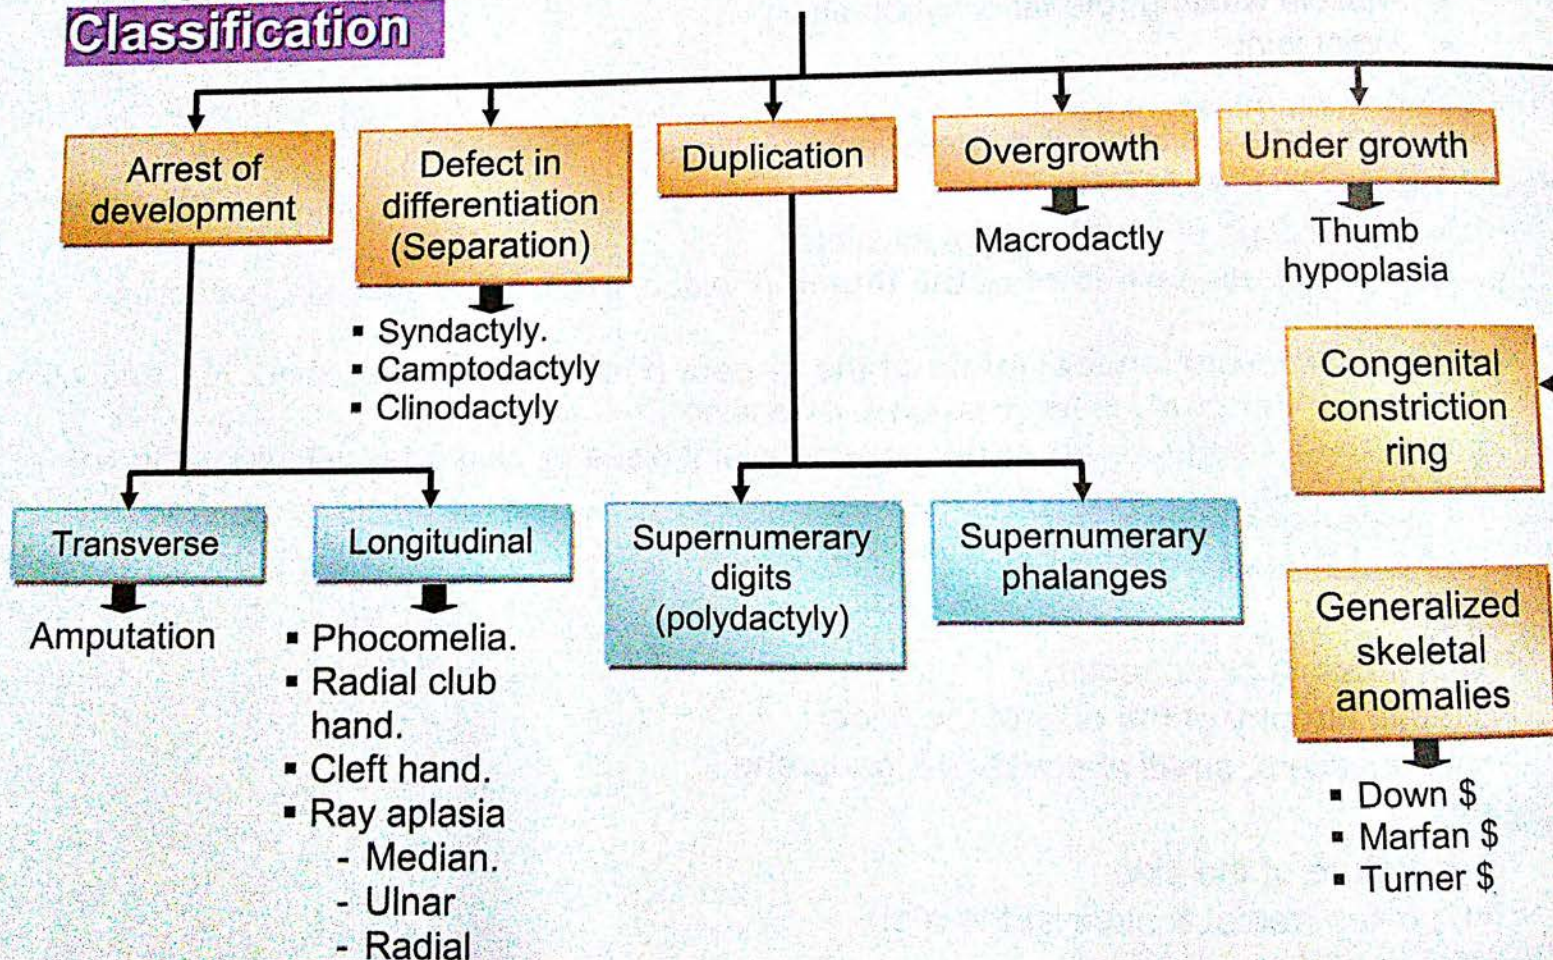 Classification
Arrest of
development
Defect in
differentiation
(Separation)
Duplication
Overgrowth
Under growth
▪ Syndactyly.
▪ Camptodactyly
▪ Clinodactyly
Macrodactly
Thumb
hypoplasia
Congenital
constriction
ring
Transverse
Longitudinal
Supernumerary
digits
(polydactyly)
Supernumerary
phalanges
Generalized
skeletal
anomalies
Amputation
▪ Phocomelia.
▪ Radial club
hand.
▪ Cleft hand.
▪ Ray aplasia
- Median.
- Ulnar
- Radial
▪ Down $
▪ Marfan $
▪ Turner $